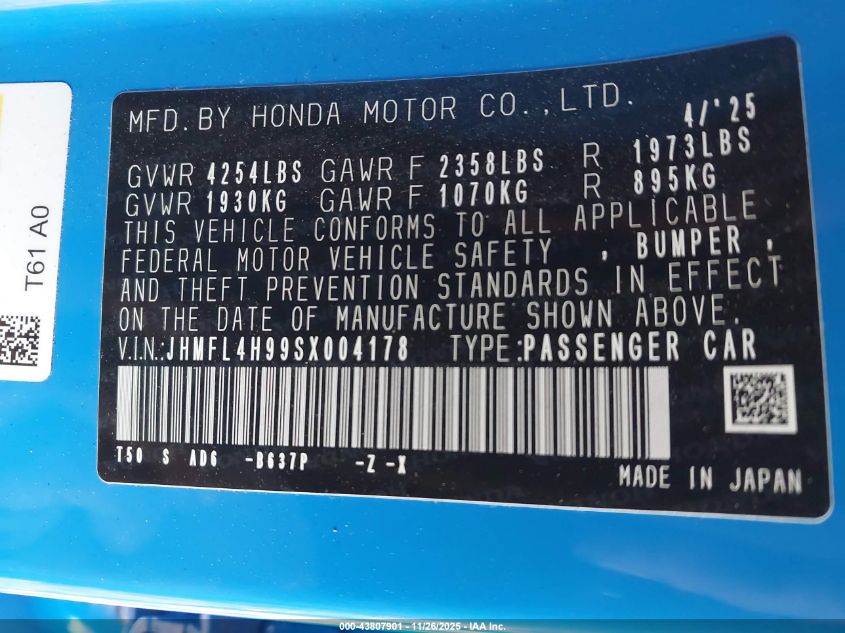 MFD. BY HONDA MOTOR CO., LTD. 4/'25
GVWR 4254LBS GAWR F 2358LBS R 1973LBS
GVWR 1930KG GAWR F 1070KG R 895KG
THIS VEHICLE CONFORMS TO ALL APPLICABLE
FEDERAL MOTOR VEHICLE SAFETY , BUMPER ,
AND THEFT PREVENTION STANDARDS IN EFFECT
ON THE DATE OF MANUFACTURE SHOWN ABOVE.
V.I.N.: JHMFL4H99SX004178 TYPE: PASSENGER CAR
T50 S AD6 -B637P -Z -X
MADE IN JAPAN
T61 A0
000-43807901 - 11/26/2025 - IAA Inc.